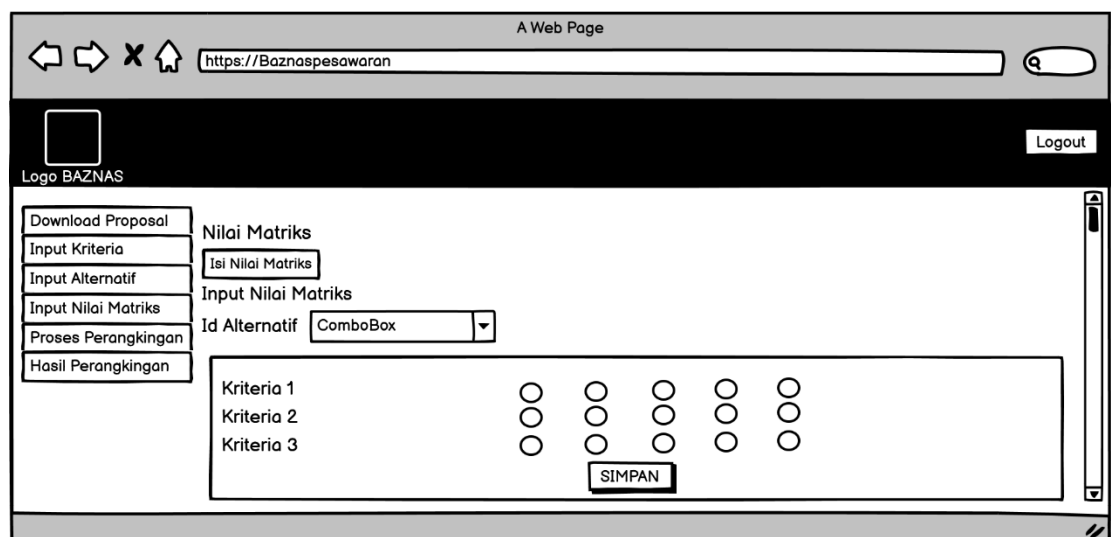 A Web Page
https://Baznaspesawaran
Logout
Logo BAZNAS
Download Proposal
Input Kriteria
Input Alternatif
Input Nilai Matriks
Proses Perangkingan
Hasil Perangkingan
Nilai Matriks
Isi Nilai Matriks
Input Nilai Matriks
Id Alternatif ComboBox
Kriteria 1
Kriteria 2
Kriteria 3
SIMPAN